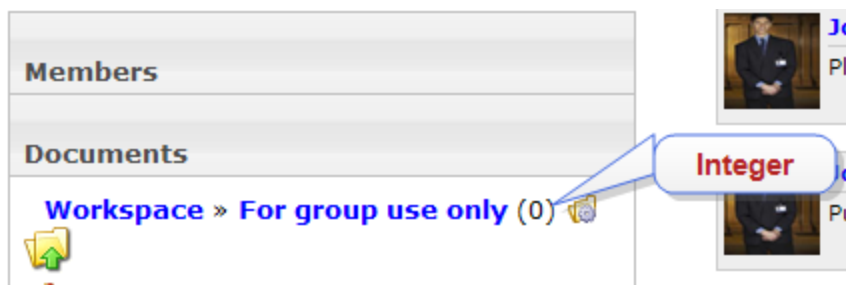 Members
Documents
Workspace » For group use only (0)
Integer